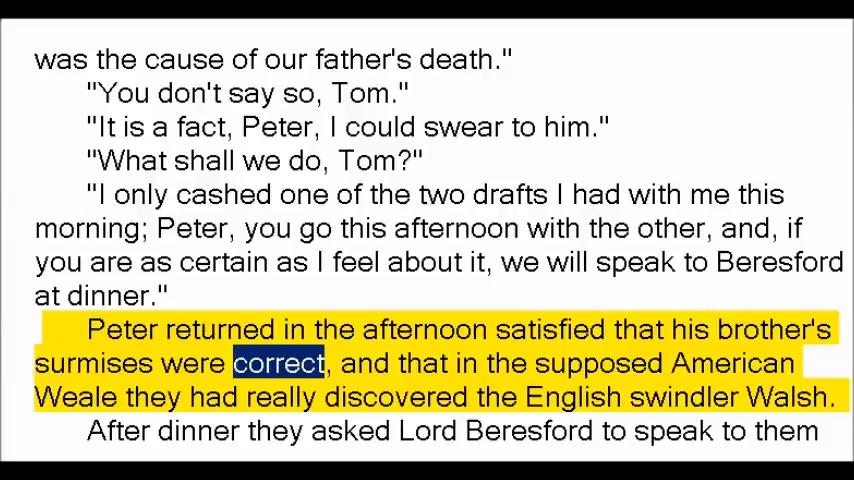 was the cause of our father's death."
"You don't say so, Tom."
"It is a fact, Peter, I could swear to him."
"What shall we do, Tom?"
"I only cashed one of the two drafts I had with me this
morning; Peter, you go this afternoon with the other, and, if
you are as certain as I feel about it, we will speak to Beresford
at dinner."
Peter returned in the afternoon satisfied that his brother's
surmises were correct, and that in the supposed American
Weale they had really discovered the English swindler Walsh.
After dinner they asked Lord Beresford to speak to them